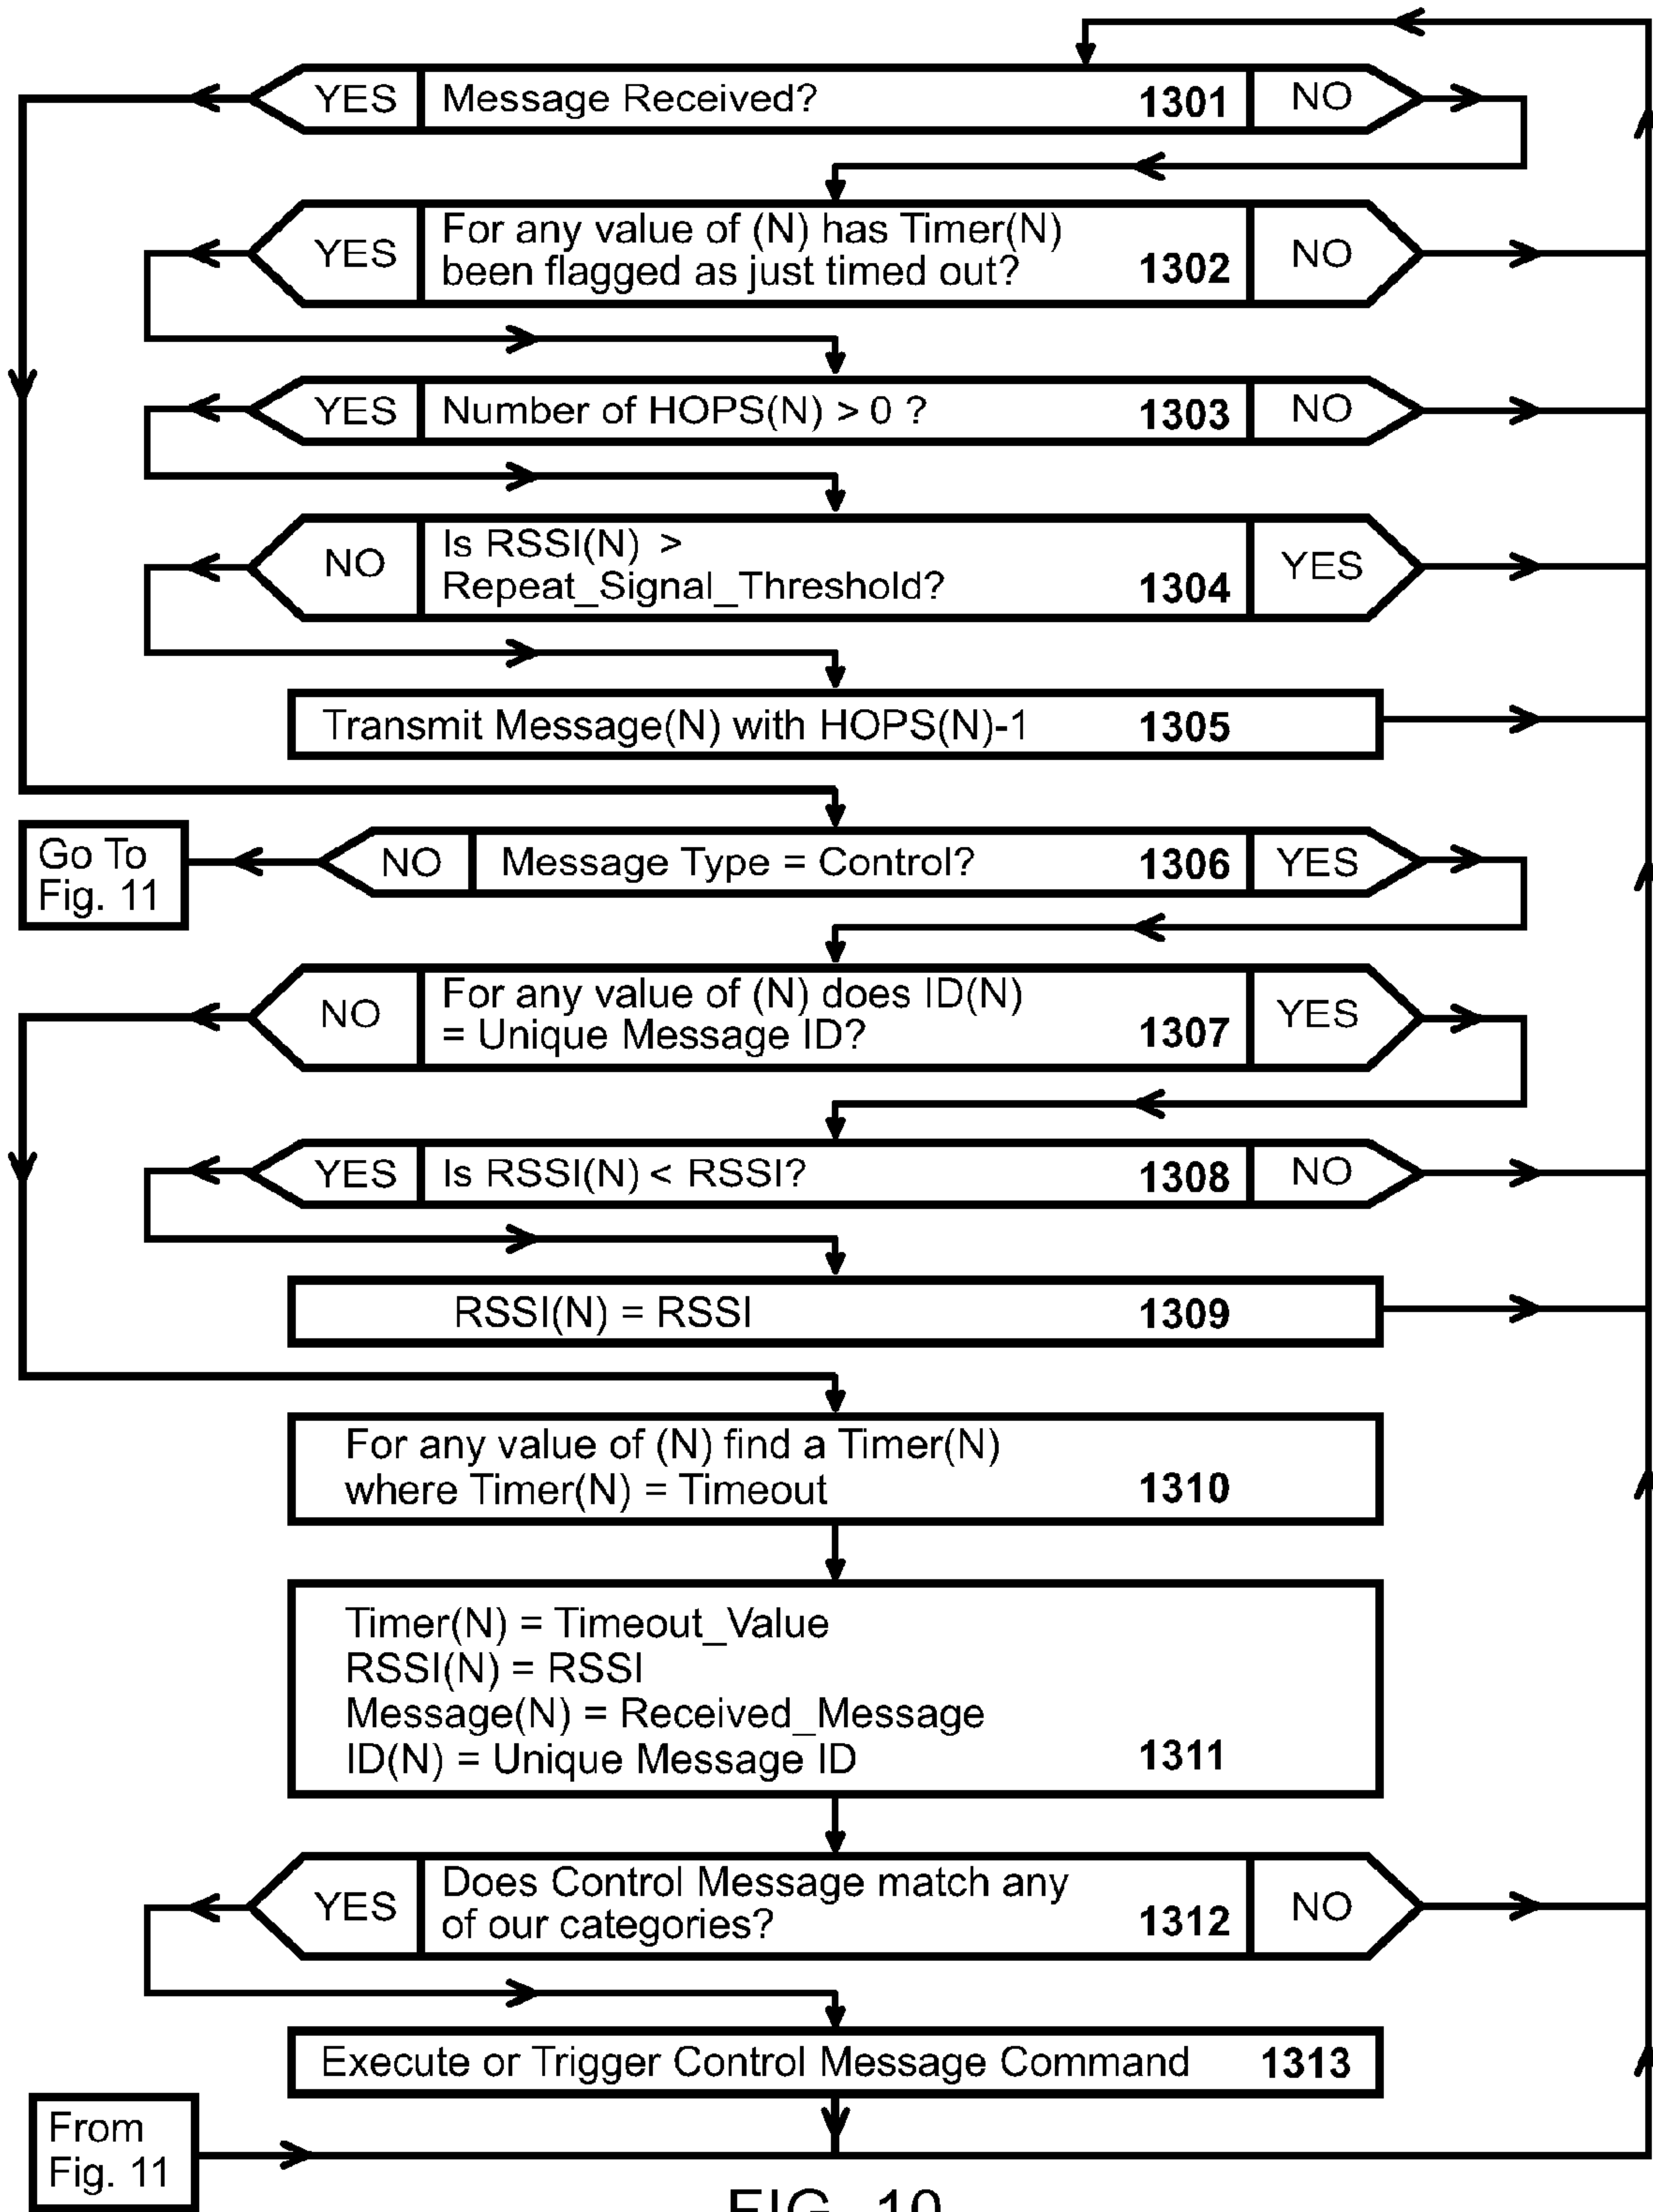 YES Message Received? 1301 NO
For any value of (N) has Timer(N)
YES been flagged as just timed out? 1302 NO
YES Number of HOPS(N) > 0 ? 1303 NO
Is RSSI(N) >
NO Repeat_Signal_Threshold? 1304 YES
Transmit Message(N) with HOPS(N)-1 1305
Go To
Fig. 11
NO Message Type = Control? 1306 YES
For any value of (N) does ID(N)
NO = Unique Message ID? 1307 YES
YES Is RSSI(N) < RSSI? 1308 NO
RSSI(N) = RSSI 1309
For any value of (N) find a Timer(N)
where Timer(N) = Timeout 1310
Timer(N) = Timeout_Value
RSSI(N) = RSSI
Message(N) = Received_Message
ID(N) = Unique Message ID 1311
Does Control Message match any
YES of our categories? 1312 NO
Execute or Trigger Control Message Command 1313
From
Fig. 11
FIG. 10